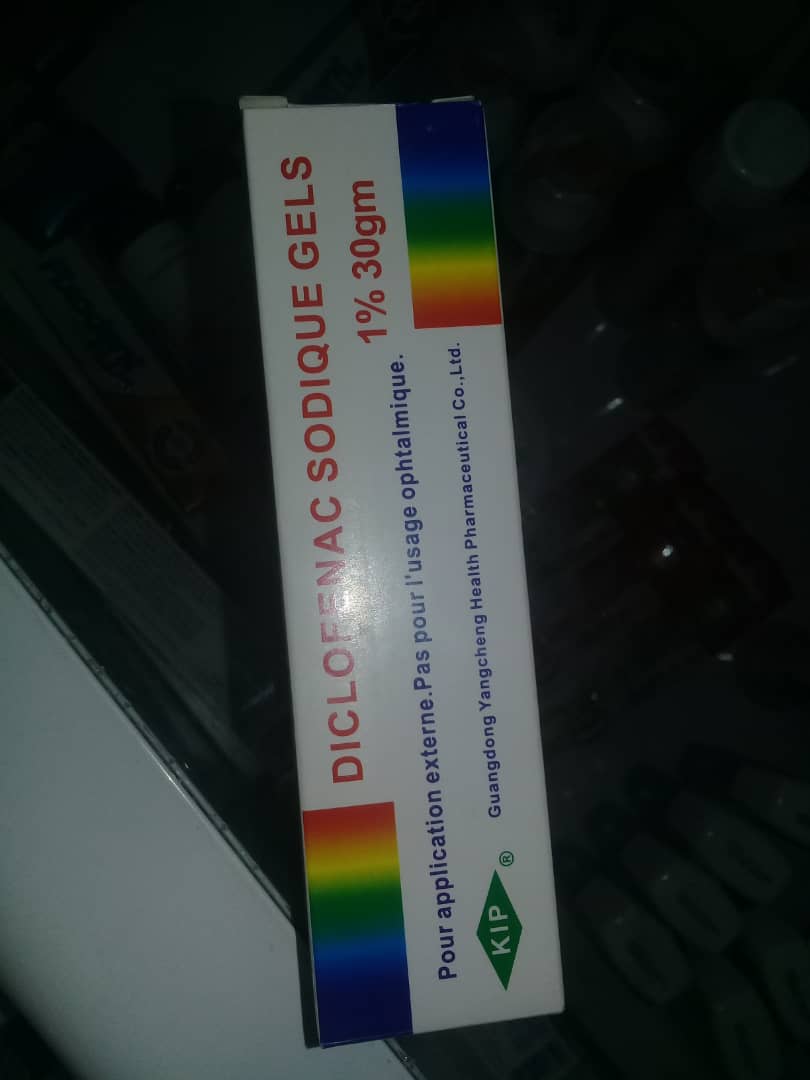 DICLOFENAC SODIQUE GELS
1% 30gm
Pour application externe.Pas pour l'usage ophtalmique.
KIP®
Guangdong Yangcheng Health Pharmaceutical Co.,Ltd.